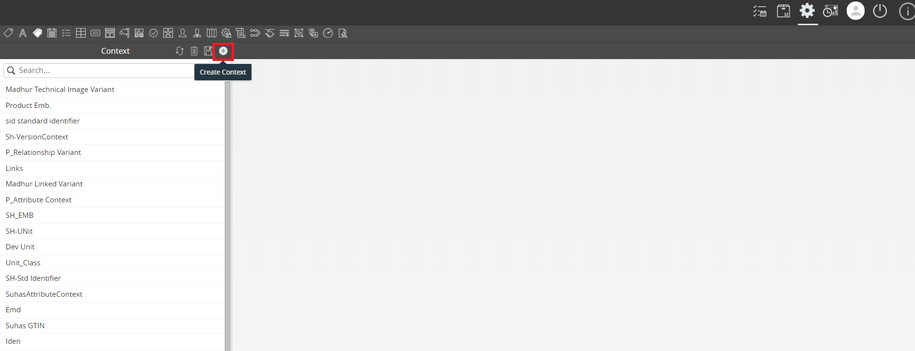 Context
Create Context
Search...
Madhur Technical Image Variant
Product Emb.
sid standard identifier
Sh-VersionContext
P_Relationship Variant
Links
Madhur Linked Variant
P_Attribute Context
SH_EMB
SH-UNit
Dev Unit
Unit_Class
SH-Std Identifier
SuhasAttributeContext
Emd
Suhas GTIN
Iden